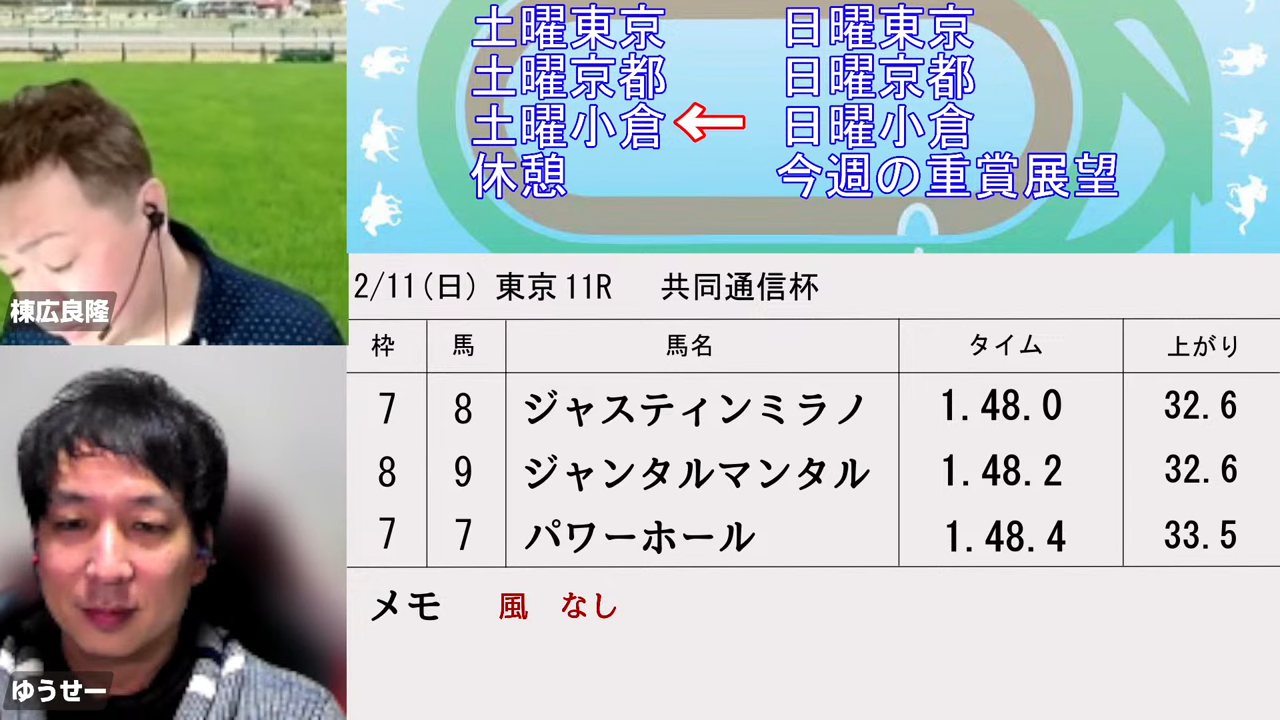 土曜東京 日曜東京
土曜京都 日曜京都
土曜小倉 日曜小倉
休憩 今週の重賞展望
棟広良隆
ゆうせー
2/11(日) 東京11R 共同通信杯
枠 馬 馬名 タイム 上がり
7 8 ジャスティンミラノ 1.48.0 32.6
8 9 ジャンタルマンタル 1.48.2 32.6
7 7 パワーホール 1.48.4 33.5
メモ 風 なし